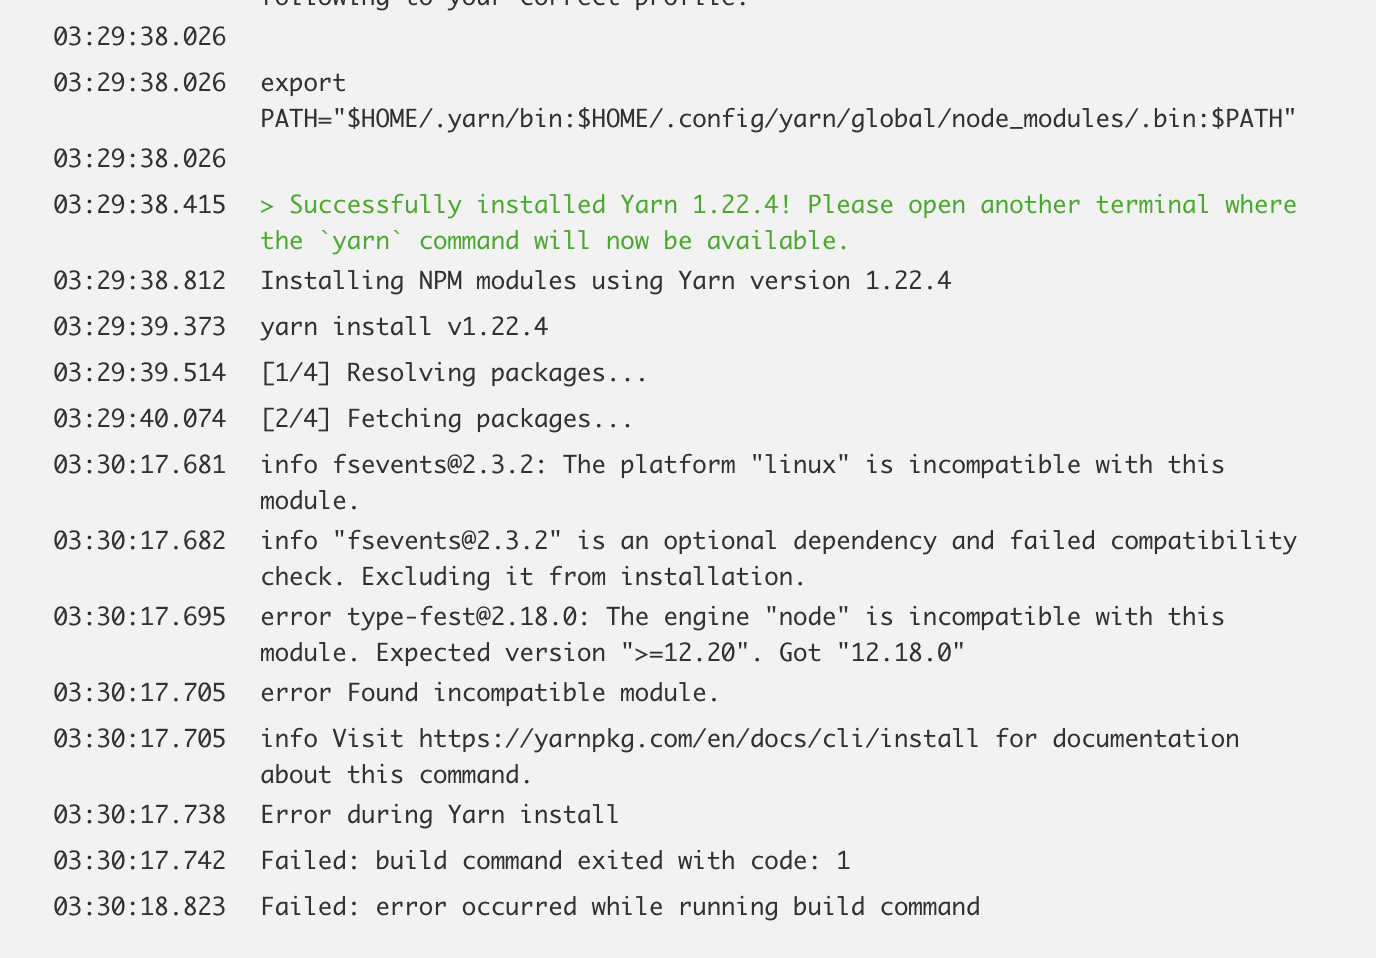 following to your correct profile:
03:29:38.026
03:29:38.026 export
PATH="$HOME/.yarn/bin:$HOME/.config/yarn/global/node_modules/.bin:$PATH"
03:29:38.026
03:29:38.415 > Successfully installed Yarn 1.22.4! Please open another terminal where
the `yarn` command will now be available.
03:29:38.812 Installing NPM modules using Yarn version 1.22.4
03:29:39.373 yarn install v1.22.4
03:29:39.514 [1/4] Resolving packages...
03:29:40.074 [2/4] Fetching packages...
03:30:17.681 info fsevents@2.3.2: The platform "linux" is incompatible with this
module.
03:30:17.682 info "fsevents@2.3.2" is an optional dependency and failed compatibility
check. Excluding it from installation.
03:30:17.695 error type-fest@2.18.0: The engine "node" is incompatible with this
module. Expected version ">=12.20". Got "12.18.0"
03:30:17.705 error Found incompatible module.
03:30:17.705 info Visit https://yarnpkg.com/en/docs/cli/install for documentation
about this command.
03:30:17.738 Error during Yarn install
03:30:17.742 Failed: build command exited with code: 1
03:30:18.823 Failed: error occurred while running build command